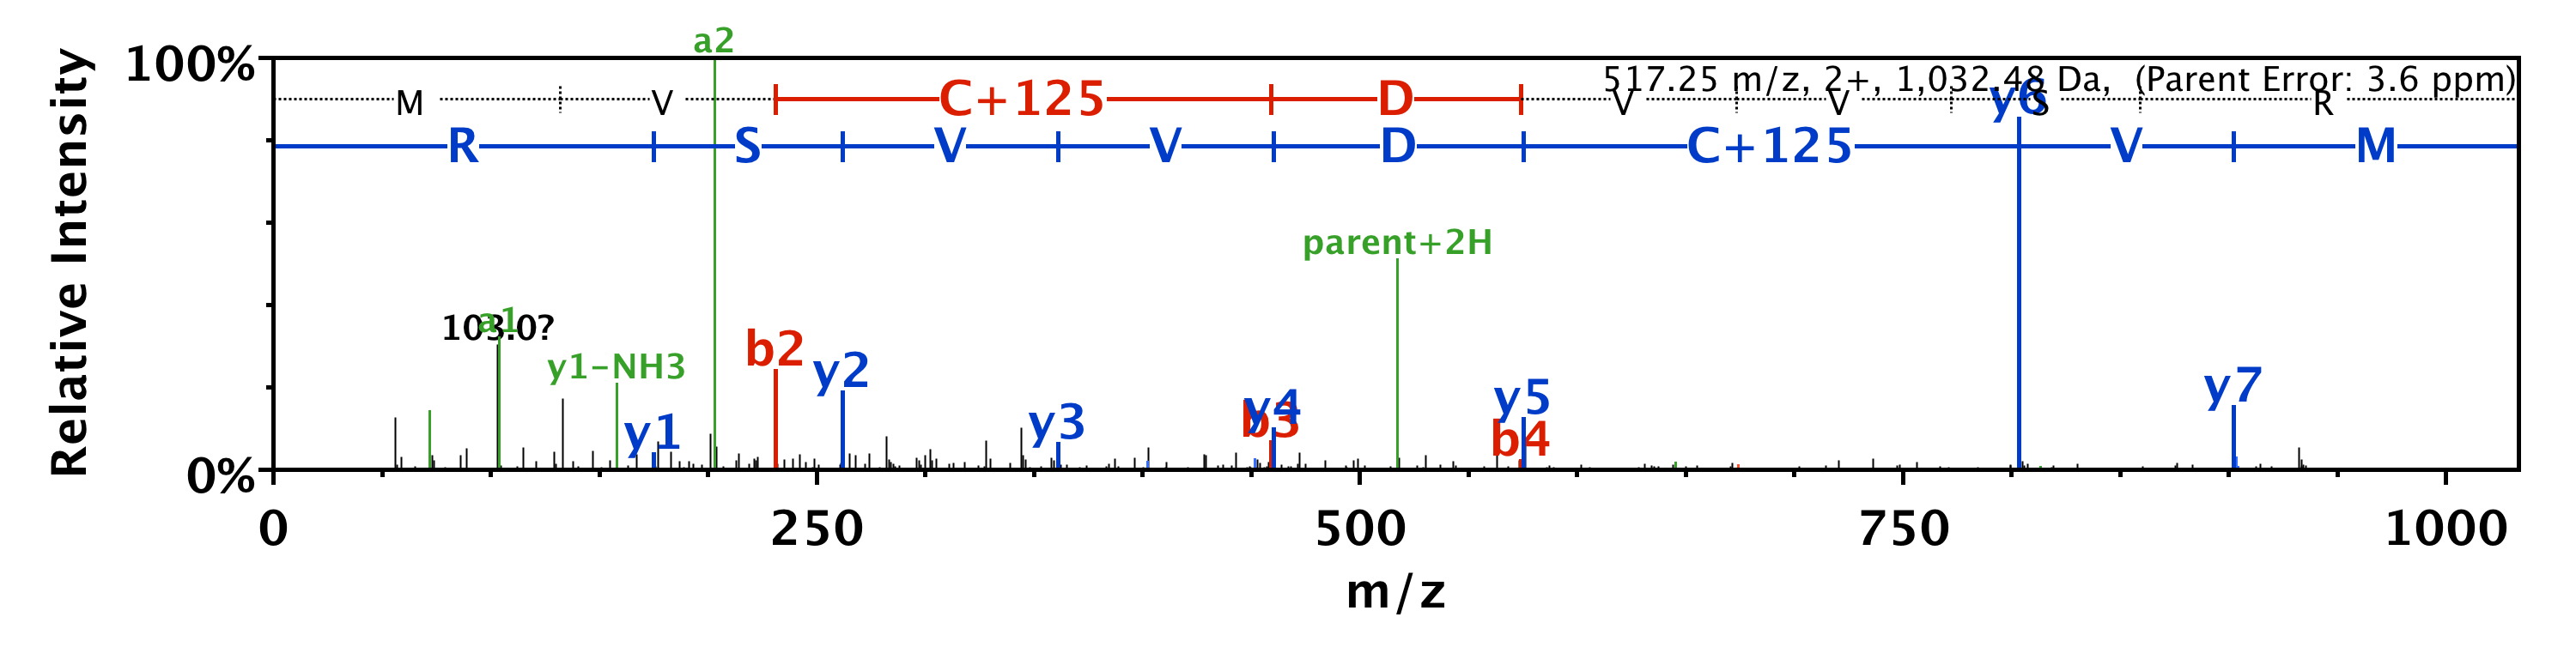 a2
100%
517.25 m/z, 2+, 1,032.48 Da, (Parent Error: 3.6 ppm)
M V C+125 D V V S R
y6
R S V V D C+125 V M
parent+2H
103.0?
a1
y1-NH3
b2
y2
y1
y3
y4
b3
y5
b4
y7
0%
0 250 500 750 1000
m/z
Relative Intensity